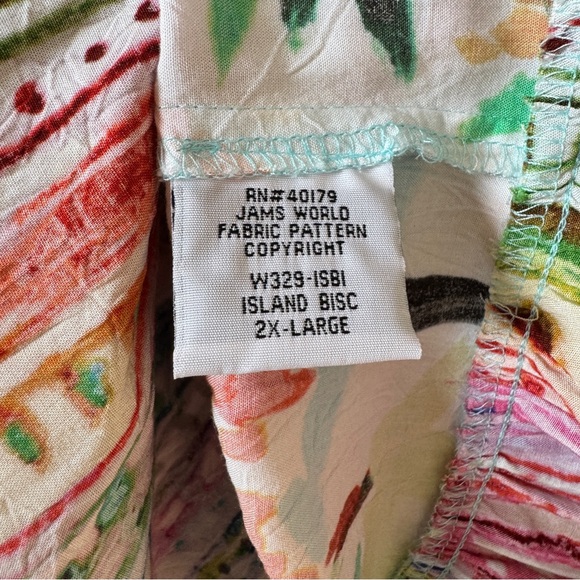 RN#40179
JAMS WORLD
FABRIC PATTERN
COPYRIGHT
W329-ISBI
ISLAND BISC
2X-LARGE